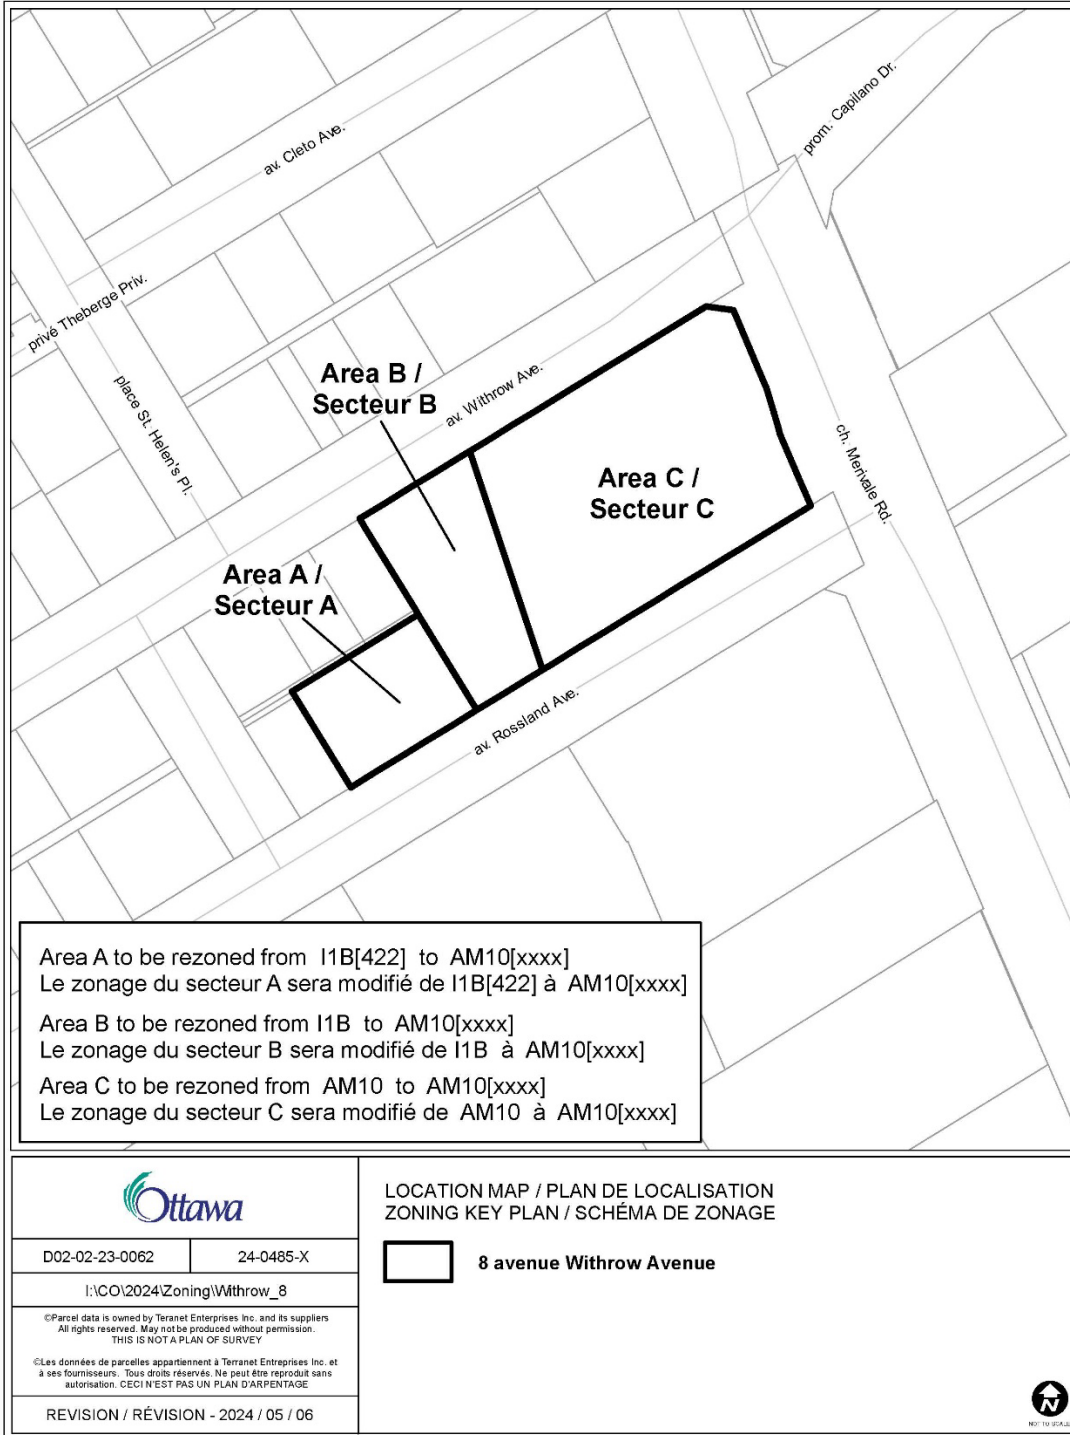 av. Cleto Ave.
prom. Capilano Dr.
privé Theberge Priv.
place St. Helen's Pl.
Area B /
Secteur B
av. Withrow Ave.
ch. Merivale Rd.
Area C /
Secteur C
Area A /
Secteur A
av. Rossland Ave.
Area A to be rezoned from I1B[422] to AM10[xxxx]
Le zonage du secteur A sera modifié de I1B[422] à AM10[xxxx]
Area B to be rezoned from I1B to AM10[xxxx]
Le zonage du secteur B sera modifié de I1B à AM10[xxxx]
Area C to be rezoned from AM10 to AM10[xxxx]
Le zonage du secteur C sera modifié de AM10 à AM10[xxxx]
Ottawa
D02-02-23-0062
24-0485-X
I:\CO\2024\Zoning\Withrow_8
©Parcel data is owned by Teranet Enterprises Inc. and its suppliers
All rights reserved. May not be produced without permission.
THIS IS NOT A PLAN OF SURVEY
©Les données de parcelles appartiennent à Terranet Entreprises Inc. et
à ses fournisseurs. Tous droits réservés. Ne peut être reproduit sans
autorisation. CECI N'EST PAS UN PLAN D'ARPENTAGE
REVISION / RÉVISION - 2024 / 05 / 06
LOCATION MAP / PLAN DE LOCALISATION
ZONING KEY PLAN / SCHÉMA DE ZONAGE
8 avenue Withrow Avenue
N
NOT TO SCALE